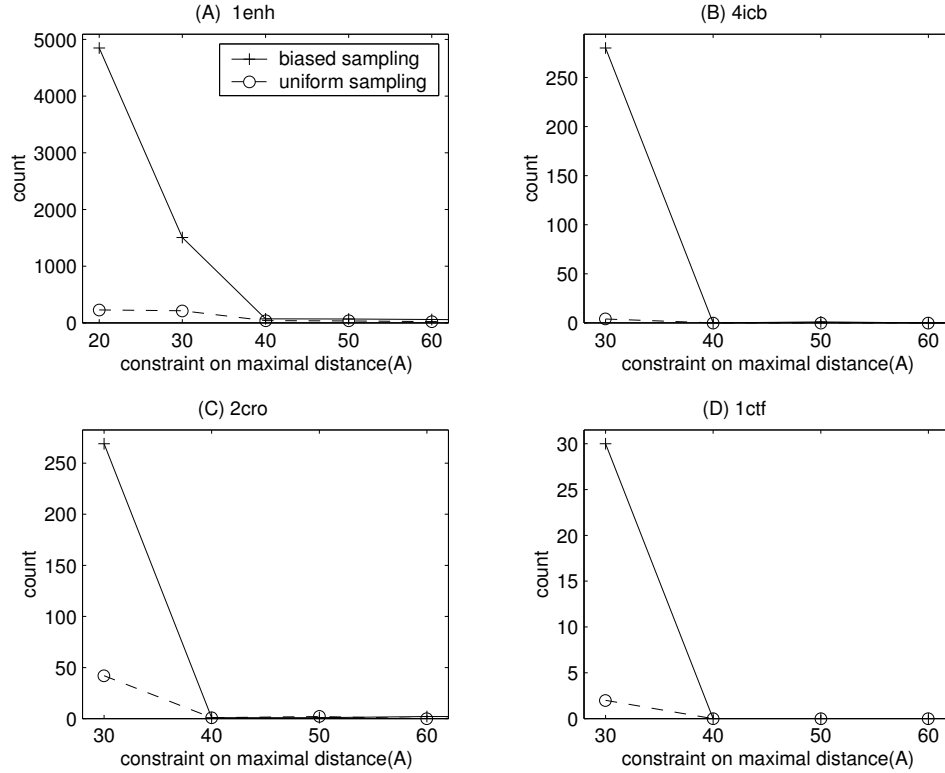 (A) 1enh
5000
4000
3000
2000
1000
0
count
biased sampling
uniform sampling
20 30 40 50 60
constraint on maximal distance(A)
(B) 4icb
250
200
150
100
50
0
count
30 40 50 60
constraint on maximal distance(A)
(C) 2cro
250
200
150
100
50
0
count
30 40 50 60
constraint on maximal distance(A)
(D) 1ctf
30
25
20
15
10
5
0
count
30 40 50 60
constraint on maximal distance(A)